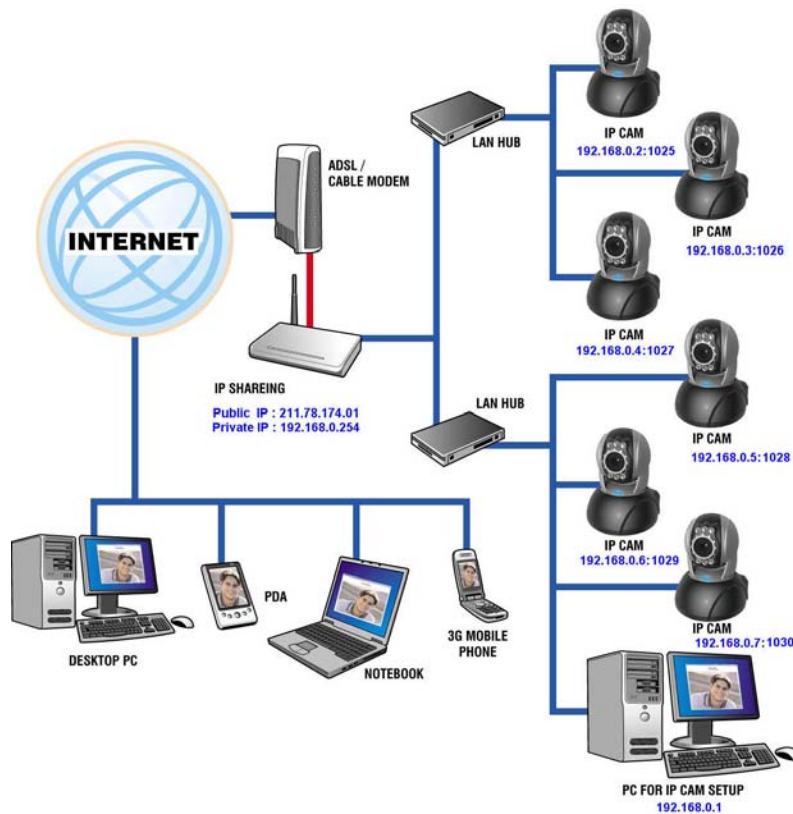 IP CAM
192.168.0.2:1025
LAN HUB
ADSL /
CABLE MODEM
INTERNET
IP CAM
192.168.0.3:1026
IP CAM
192.168.0.4:1027
IP SHAREING
Public IP : 211.78.174.01
Private IP : 192.168.0.254
LAN HUB
IP CAM
192.168.0.5:1028
IP CAM
192.168.0.6:1029
IP CAM
192.168.0.7:1030
DESKTOP PC
PDA
NOTEBOOK
3G MOBILE
PHONE
PC FOR IP CAM SETUP
192.168.0.1